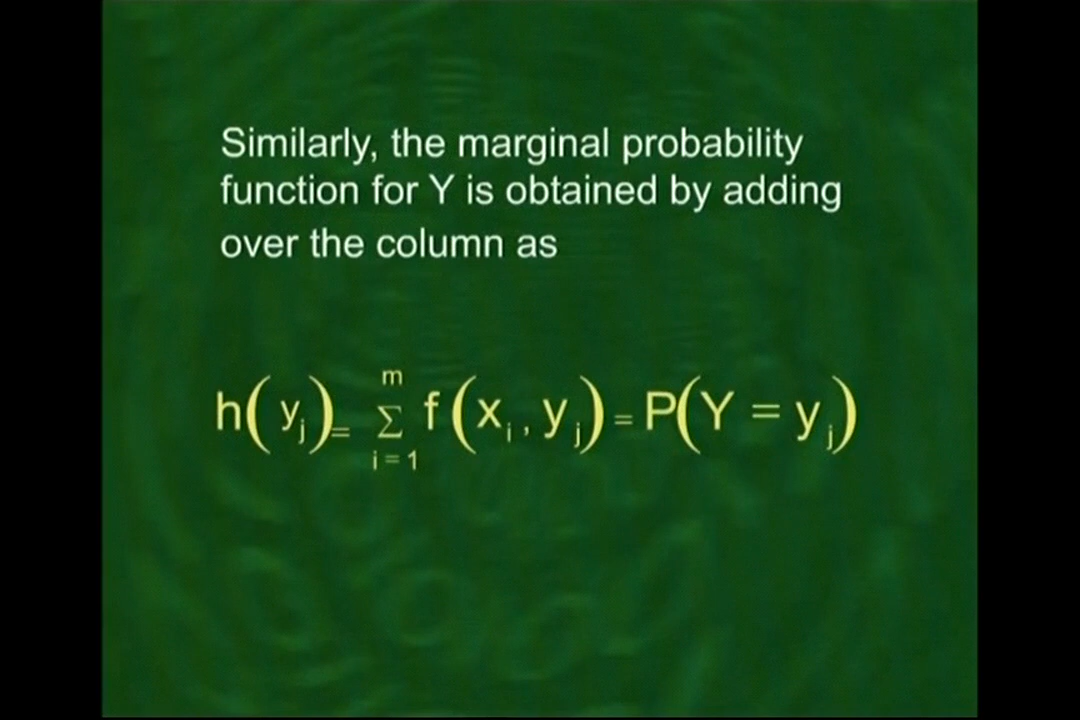 Similarly, the marginal probability
function for Y is obtained by adding
over the column as
h(yⱼ) = Σ_{i=1}^{m} f(xᵢ, yⱼ) = P(Y = yⱼ)